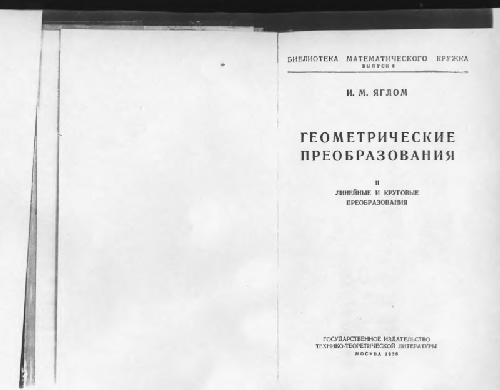 БИБЛИОТЕКА МАТЕМАТИЧЕСКОГО КРУЖКА
ВЫПУСК 8
И. М. ЯГЛОМ
ГЕОМЕТРИЧЕСКИЕ
ПРЕОБРАЗОВАНИЯ
II
ЛИНЕЙНЫЕ И КРУГОВЫЕ
ПРЕОБРАЗОВАНИЯ
ГОСУДАРСТВЕННОЕ ИЗДАТЕЛЬСТВО
ТЕХНИКО-ТЕОРЕТИЧЕСКОЙ ЛИТЕРАТУРЫ
МОСКВА 1956